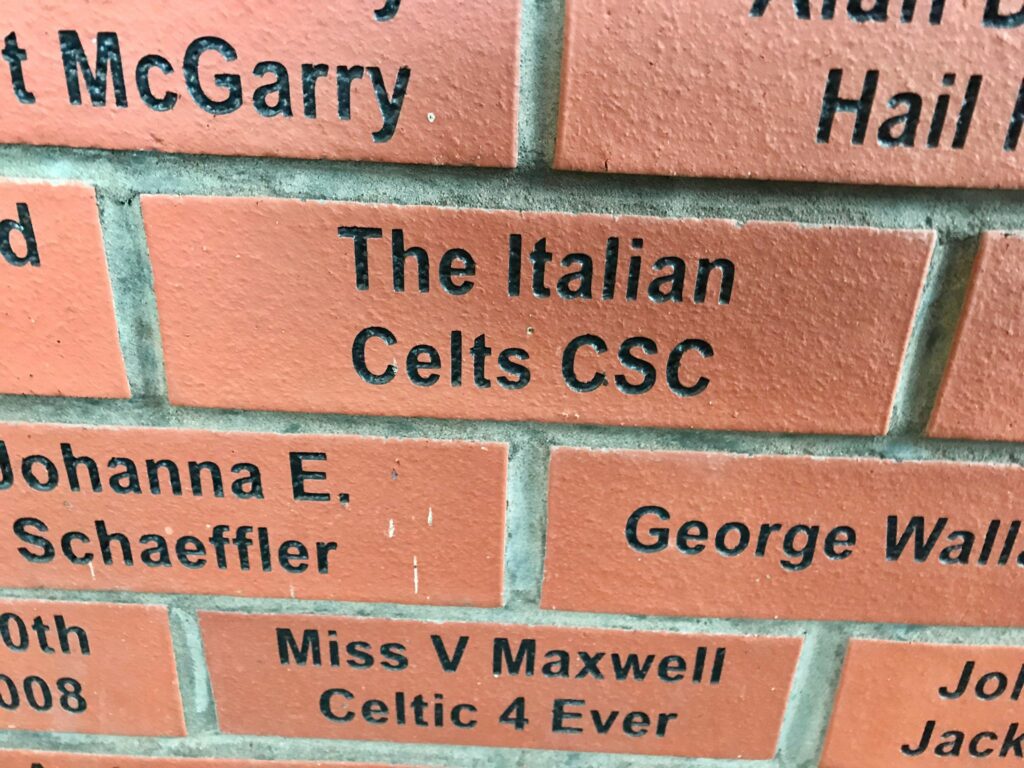 McGarry
Hail
The Italian
Celts CSC
Johanna E.
Schaeffler
George
Miss V Maxwell
Celtic 4 Ever